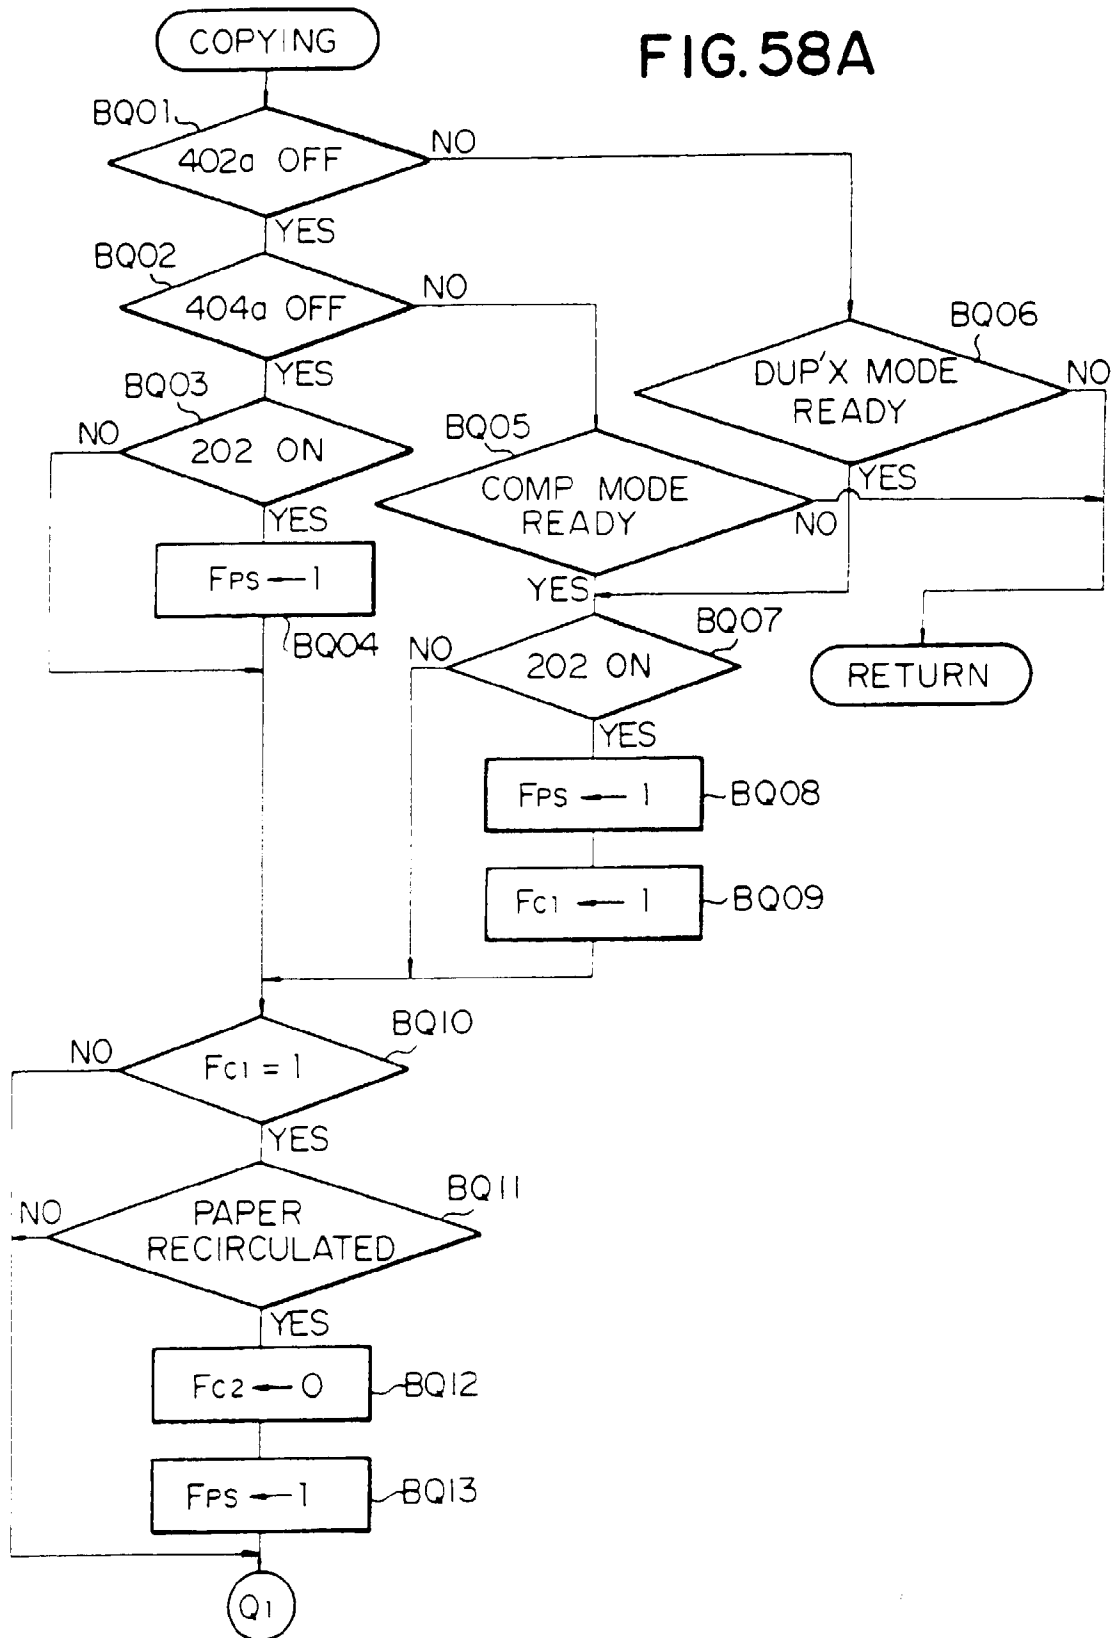 FIG. 58A
COPYING
BQ01
402a OFF
NO
YES
BQ02
404a OFF
NO
YES
BQ03
NO
202 ON
YES
FPS ← 1
BQ04
BQ06
DUP'X MODE
READY
NO
YES
BQ05
COMP MODE
READY
NO
YES
BQ07
NO
202 ON
YES
RETURN
FPS ← 1
BQ08
FC1 ← 1
BQ09
BQ10
NO
FC1 = 1
YES
BQ11
NO
PAPER
RECIRCULATED
YES
FC2 ← 0
BQ12
FPS ← 1
BQ13
Q1